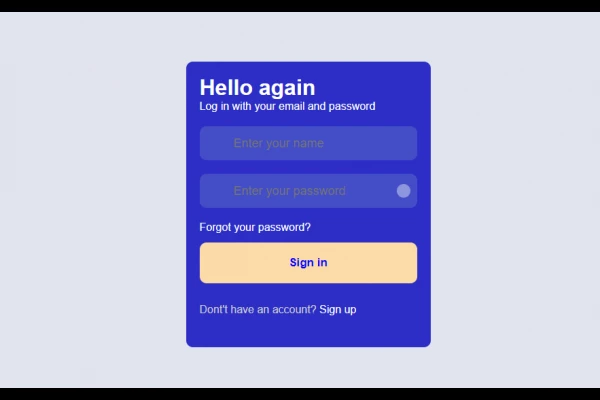 Hello again
Log in with your email and password
Enter your name
Enter your password
Forgot your password?
Sign in
Dont't have an account? Sign up